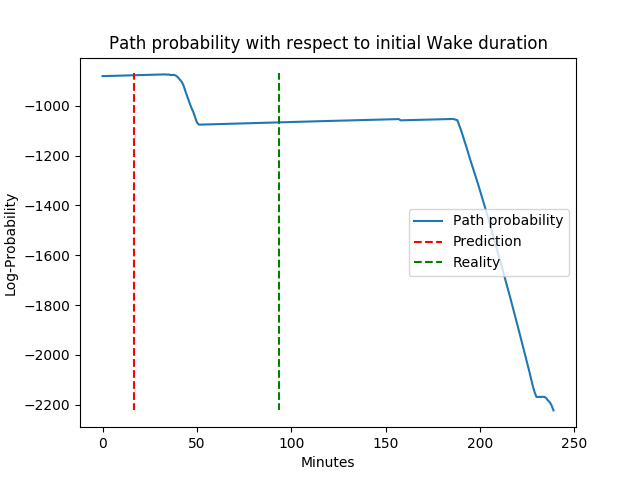 Path probability with respect to initial Wake duration
Log-Probability
−1000
−1200
−1400
−1600
−1800
−2000
−2200
Path probability
Prediction
Reality
0 50 100 150 200 250
Minutes